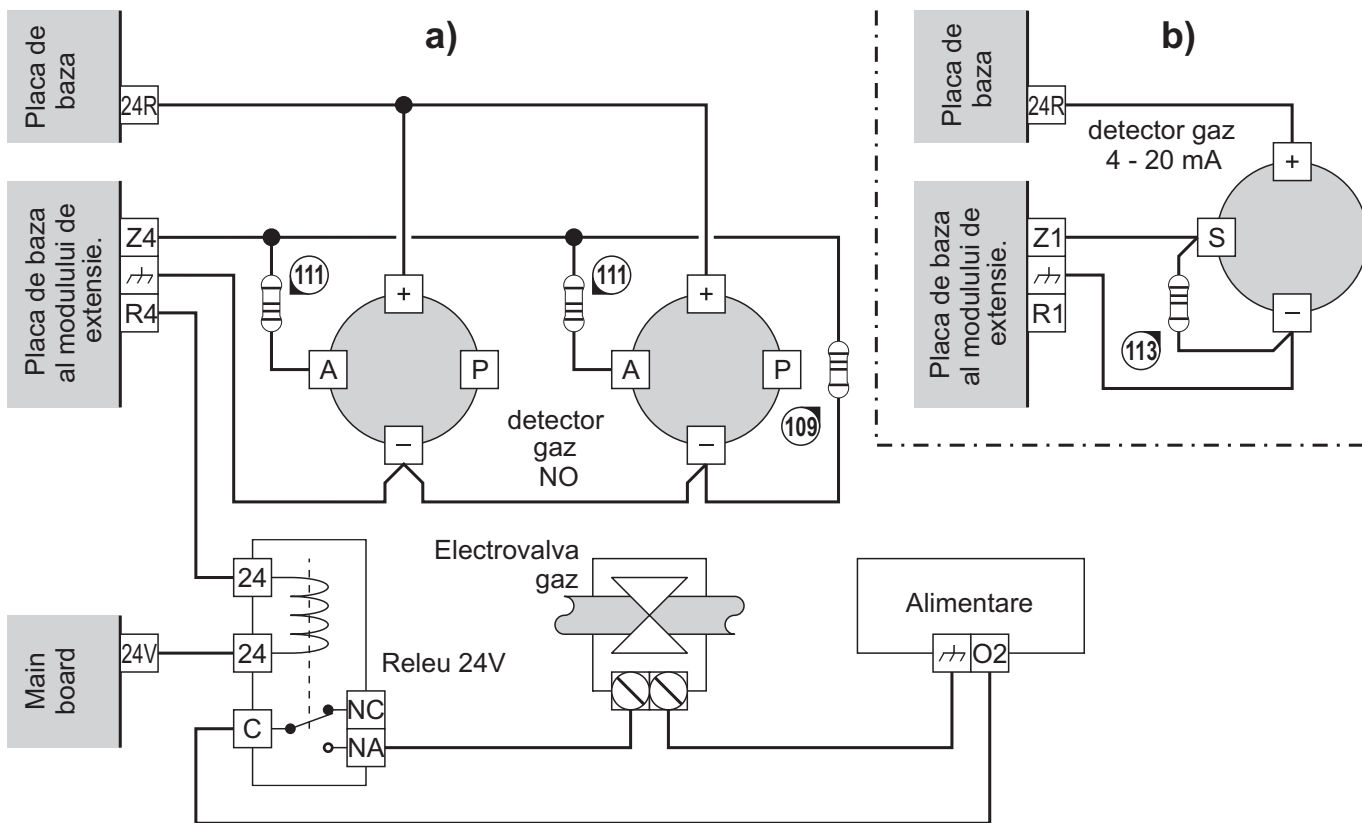 a)
Placa de
baza
24R
Placa de baza
al modulului de
extensie.
Z4
R4
111
111
+
+
A
P
A
P
109
–
–
detector
gaz
NO
b)
Placa de
baza
24R
detector gaz
4 - 20 mA
+
Placa de baza
al modulului de
extensie.
Z1
R1
S
–
113
Main
board
24V
24
24
C
NC
NA
Releu 24V
Electrovalva
gaz
Alimentare
O2